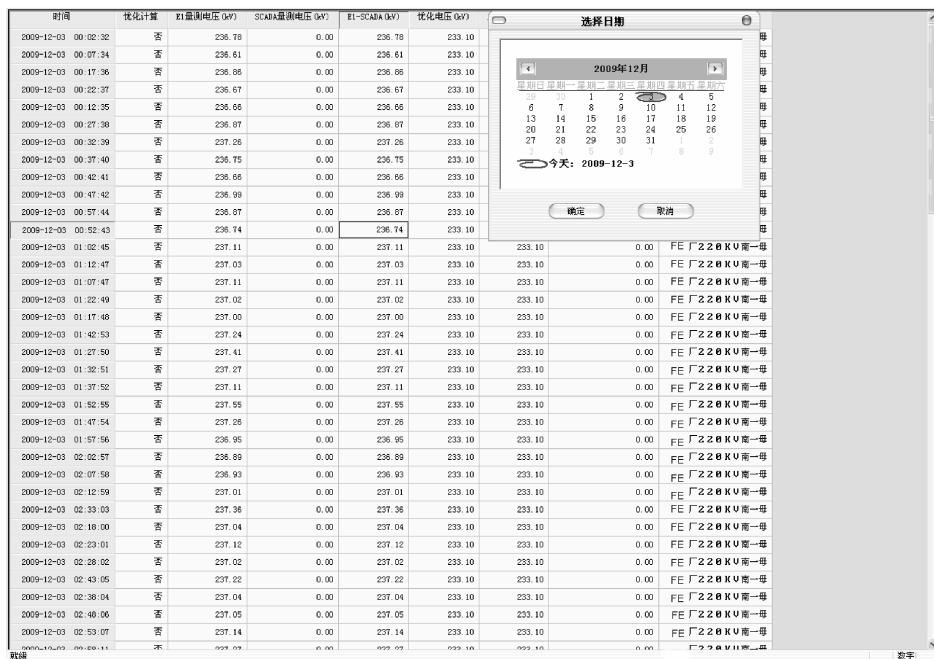 时间 优化计算 E1量测电压(kV) SCADA量测电压(kV) E1-SCADA(kV) 优化电压(kV)
选择日期
2009年12月
星期日 星期一 星期二 星期三 星期四 星期五 星期六
29 30 1 2 3 4 5
6 7 8 9 10 11 12
13 14 15 16 17 18 19
20 21 22 23 24 25 26
27 28 29 30 31 1 2
3 4 5 6 7 8 9
今天: 2009-12-3
确定 取消
2009-12-03 00:02:32 否 236.78 0.00 236.78 233.10 母
2009-12-03 00:07:34 否 236.61 0.00 236.61 233.10 母
2009-12-03 00:17:36 否 236.86 0.00 236.86 233.10 母
2009-12-03 00:22:37 否 236.67 0.00 236.67 233.10 母
2009-12-03 00:12:35 否 236.66 0.00 236.66 233.10 母
2009-12-03 00:27:38 否 236.87 0.00 236.87 233.10 母
2009-12-03 00:32:39 否 237.26 0.00 237.26 233.10 母
2009-12-03 00:37:40 否 236.75 0.00 236.75 233.10 母
2009-12-03 00:42:41 否 236.66 0.00 236.66 233.10 母
2009-12-03 00:47:42 否 236.99 0.00 236.99 233.10 母
2009-12-03 00:57:44 否 236.87 0.00 236.87 233.10 母
2009-12-03 00:52:43 否 236.74 0.00 236.74 233.10 母
2009-12-03 01:02:45 否 237.11 0.00 237.11 233.10 233.10 0.00 FE厂220KV南一母
2009-12-03 01:12:47 否 237.03 0.00 237.03 233.10 233.10 0.00 FE厂220KV南一母
2009-12-03 01:07:47 否 237.11 0.00 237.11 233.10 233.10 0.00 FE厂220KV南一母
2009-12-03 01:22:49 否 237.02 0.00 237.02 233.10 233.10 0.00 FE厂220KV南一母
2009-12-03 01:17:48 否 237.00 0.00 237.00 233.10 233.10 0.00 FE厂220KV南一母
2009-12-03 01:42:53 否 237.24 0.00 237.24 233.10 233.10 0.00 FE厂220KV南一母
2009-12-03 01:27:50 否 237.41 0.00 237.41 233.10 233.10 0.00 FE厂220KV南一母
2009-12-03 01:32:51 否 237.27 0.00 237.27 233.10 233.10 0.00 FE厂220KV南一母
2009-12-03 01:37:52 否 237.11 0.00 237.11 233.10 233.10 0.00 FE厂220KV南一母
2009-12-03 01:52:55 否 237.55 0.00 237.55 233.10 233.10 0.00 FE厂220KV南一母
2009-12-03 01:47:54 否 237.26 0.00 237.26 233.10 233.10 0.00 FE厂220KV南一母
2009-12-03 01:57:56 否 236.95 0.00 236.95 233.10 233.10 0.00 FE厂220KV南一母
2009-12-03 02:02:57 否 236.89 0.00 236.89 233.10 233.10 0.00 FE厂220KV南一母
2009-12-03 02:07:58 否 236.93 0.00 236.93 233.10 233.10 0.00 FE厂220KV南一母
2009-12-03 02:12:59 否 237.01 0.00 237.01 233.10 233.10 0.00 FE厂220KV南一母
2009-12-03 02:33:03 否 237.36 0.00 237.36 233.10 233.10 0.00 FE厂220KV南一母
2009-12-03 02:18:00 否 237.04 0.00 237.04 233.10 233.10 0.00 FE厂220KV南一母
2009-12-03 02:23:01 否 237.12 0.00 237.12 233.10 233.10 0.00 FE厂220KV南一母
2009-12-03 02:28:02 否 237.02 0.00 237.02 233.10 233.10 0.00 FE厂220KV南一母
2009-12-03 02:43:05 否 237.22 0.00 237.22 233.10 233.10 0.00 FE厂220KV南一母
2009-12-03 02:38:04 否 237.04 0.00 237.04 233.10 233.10 0.00 FE厂220KV南一母
2009-12-03 02:48:06 否 237.05 0.00 237.05 233.10 233.10 0.00 FE厂220KV南一母
2009-12-03 02:53:07 否 237.14 0.00 237.14 233.10 233.10 0.00 FE厂220KV南一母
就绪 数字